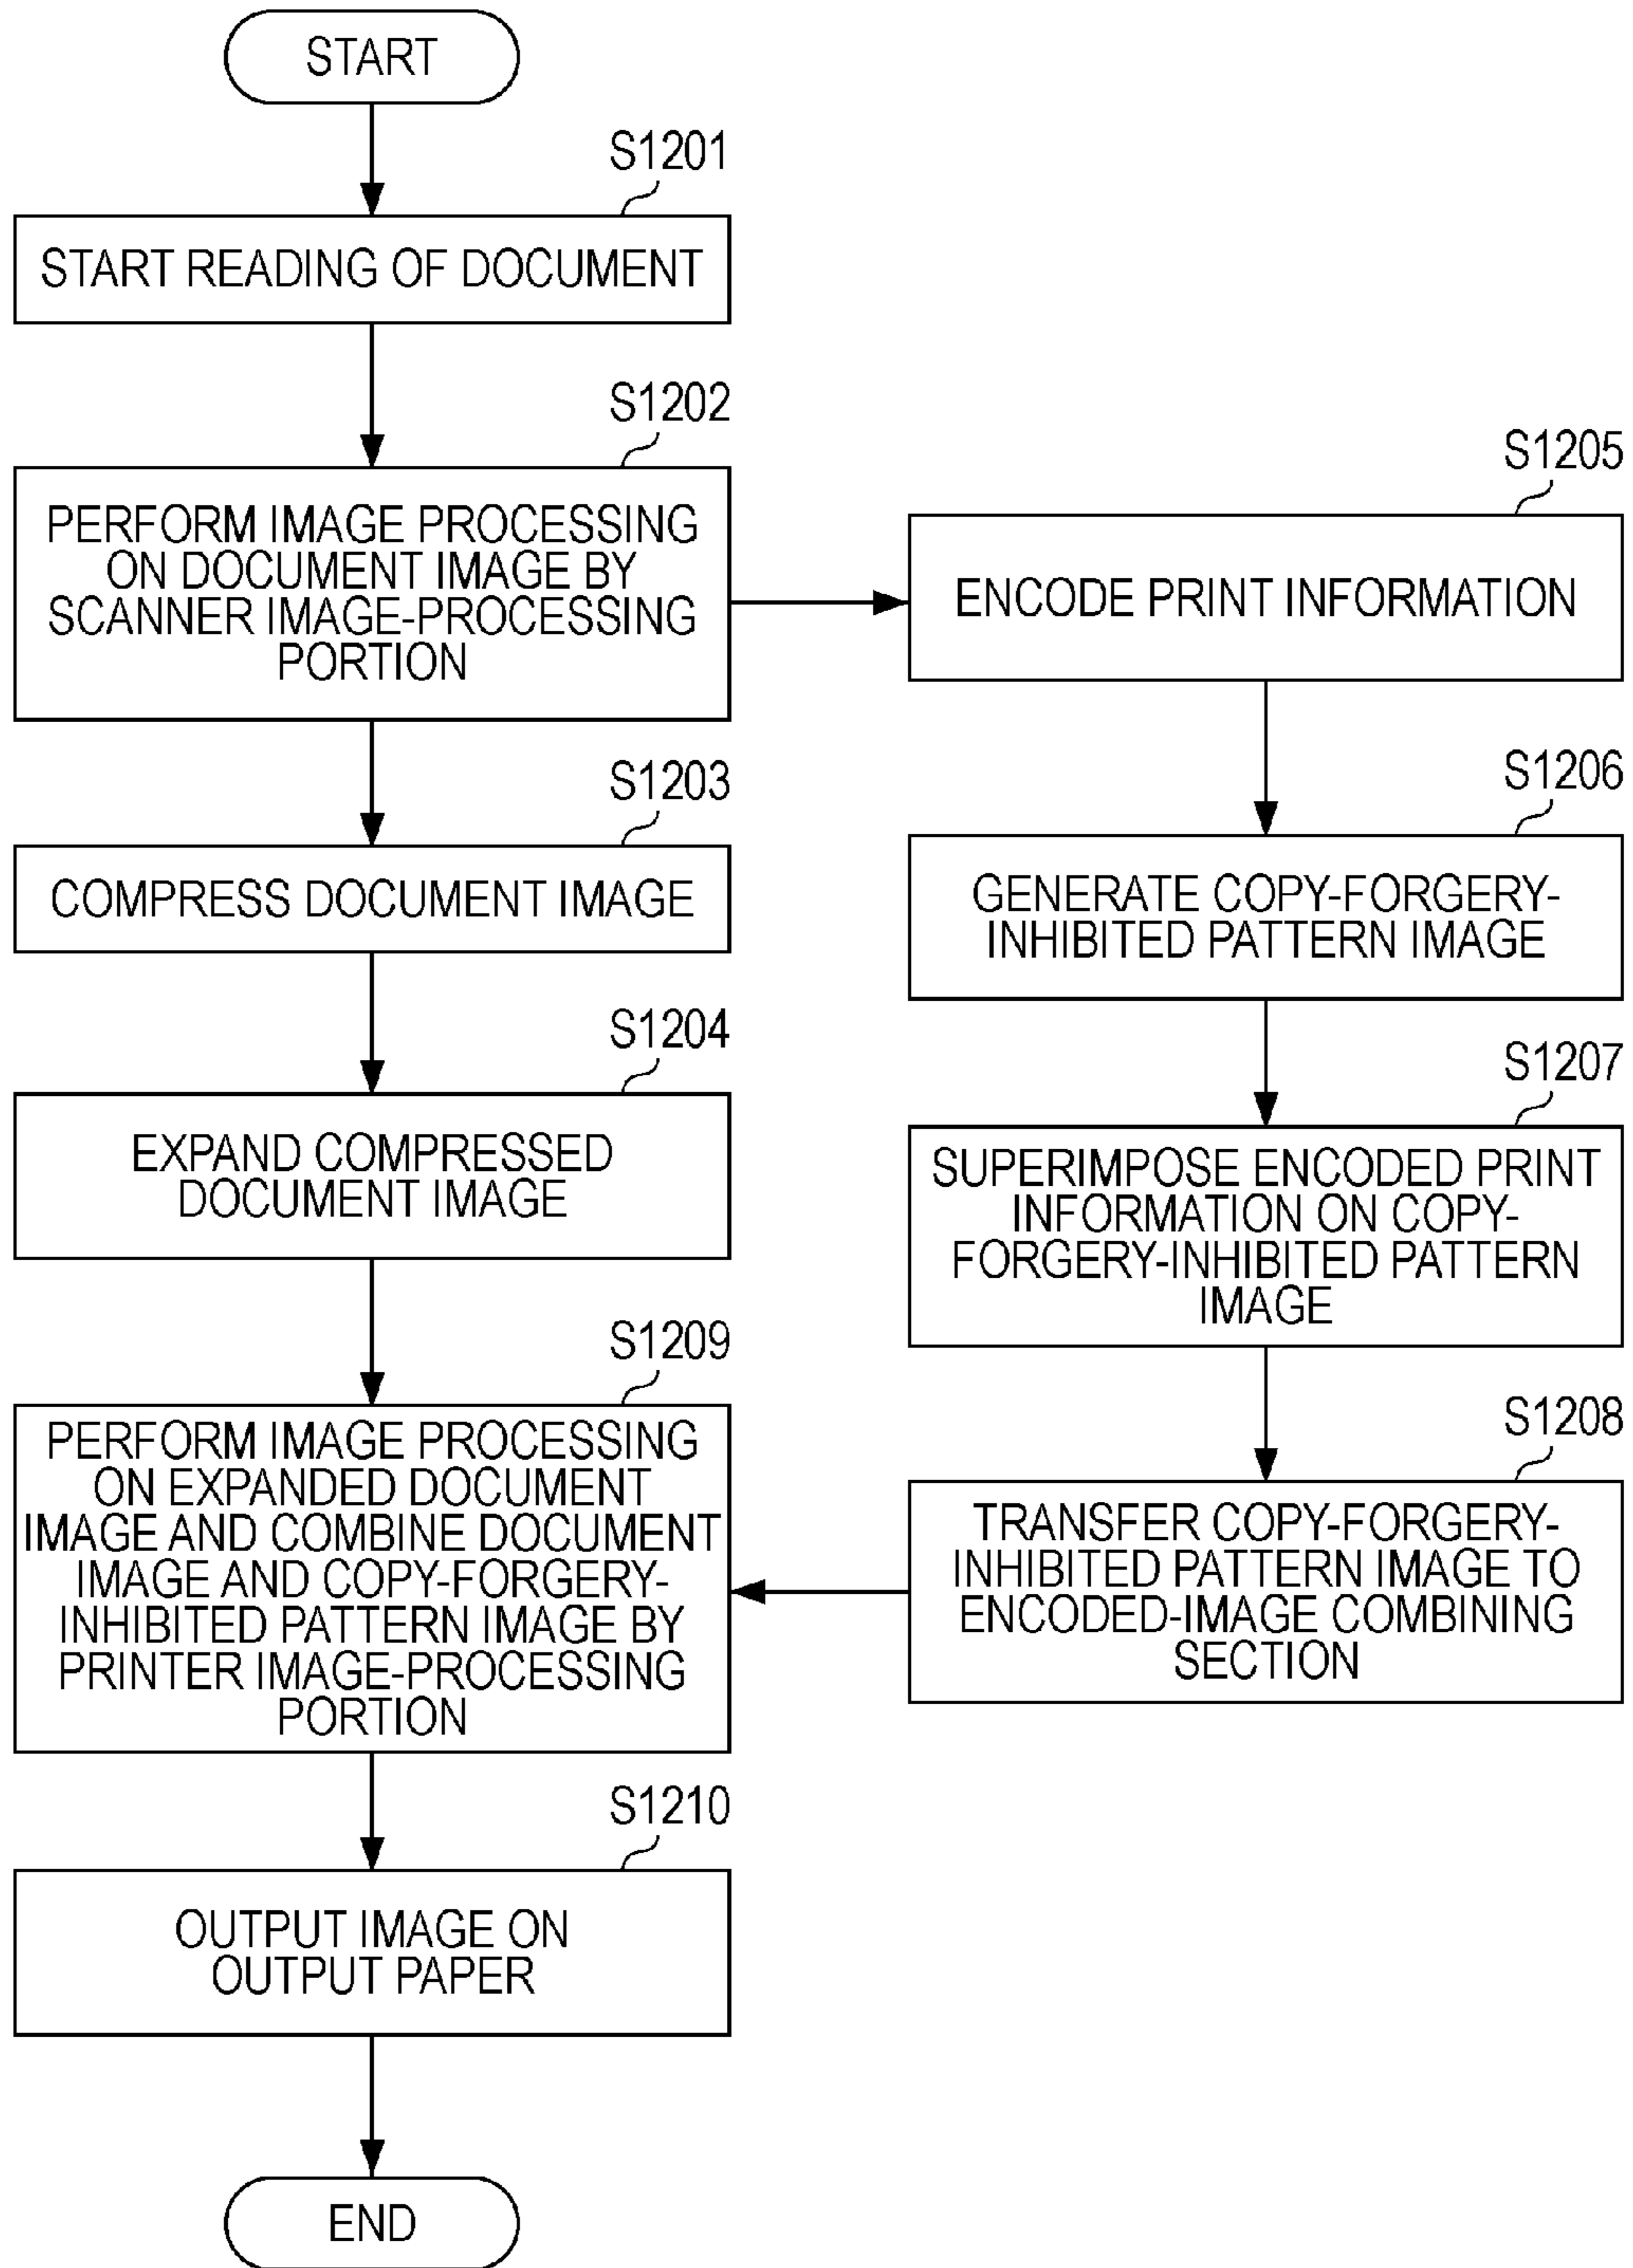 START
S1201
START READING OF DOCUMENT
S1202
PERFORM IMAGE PROCESSING
ON DOCUMENT IMAGE BY
SCANNER IMAGE-PROCESSING
PORTION
S1203
COMPRESS DOCUMENT IMAGE
S1204
EXPAND COMPRESSED
DOCUMENT IMAGE
S1205
ENCODE PRINT INFORMATION
S1206
GENERATE COPY-FORGERY-
INHIBITED PATTERN IMAGE
S1207
SUPERIMPOSE ENCODED PRINT
INFORMATION ON COPY-
FORGERY-INHIBITED PATTERN
IMAGE
S1208
TRANSFER COPY-FORGERY-
INHIBITED PATTERN IMAGE TO
ENCODED-IMAGE COMBINING
SECTION
S1209
PERFORM IMAGE PROCESSING
ON EXPANDED DOCUMENT
IMAGE AND COMBINE DOCUMENT
IMAGE AND COPY-FORGERY-
INHIBITED PATTERN IMAGE BY
PRINTER IMAGE-PROCESSING
PORTION
S1210
OUTPUT IMAGE ON
OUTPUT PAPER
END